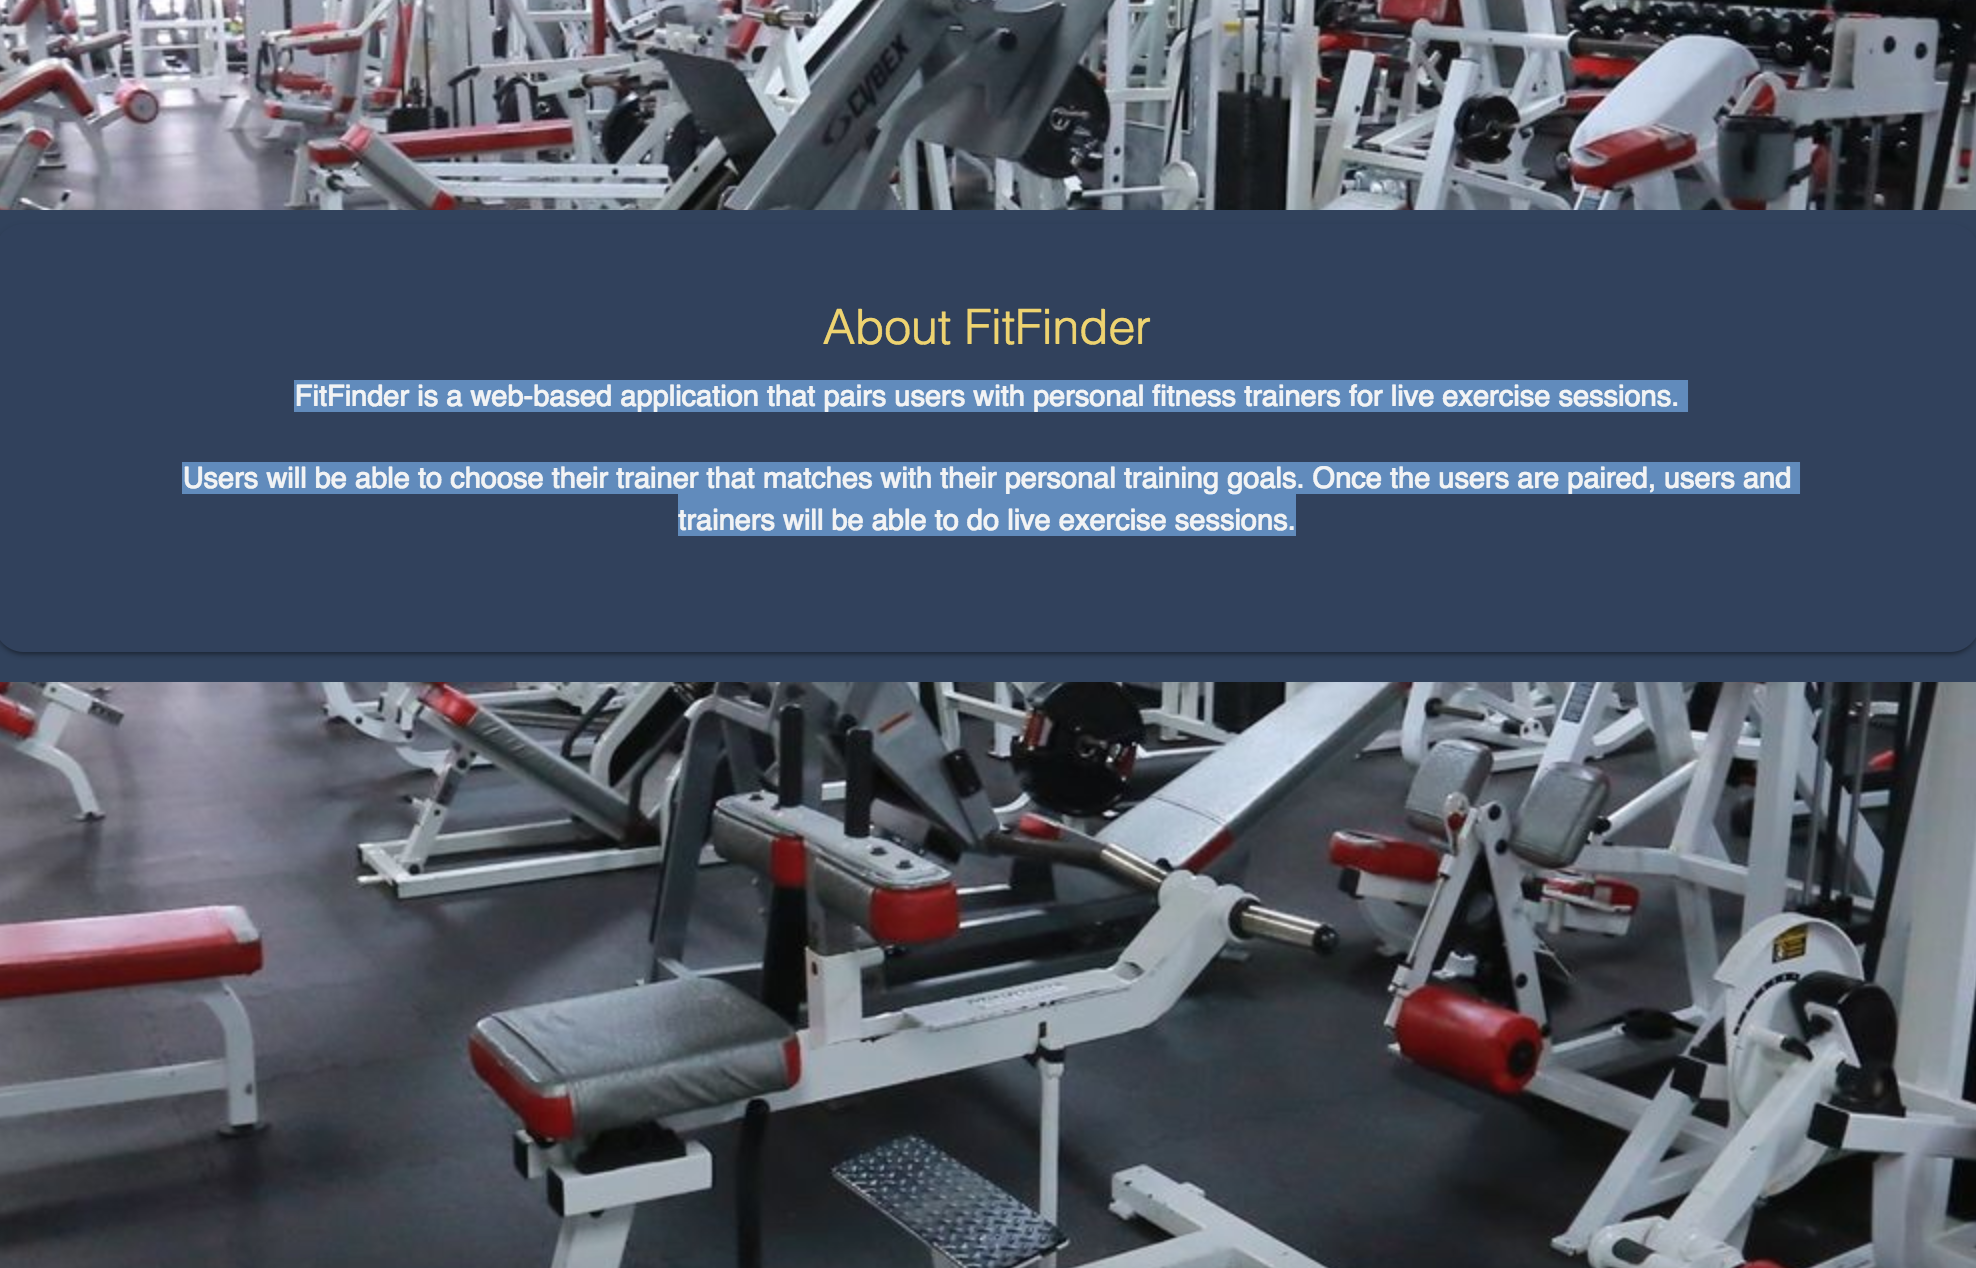 CYBEX
About FitFinder
FitFinder is a web-based application that pairs users with personal fitness trainers for live exercise sessions.
Users will be able to choose their trainer that matches with their personal training goals. Once the users are paired, users and
trainers will be able to do live exercise sessions.